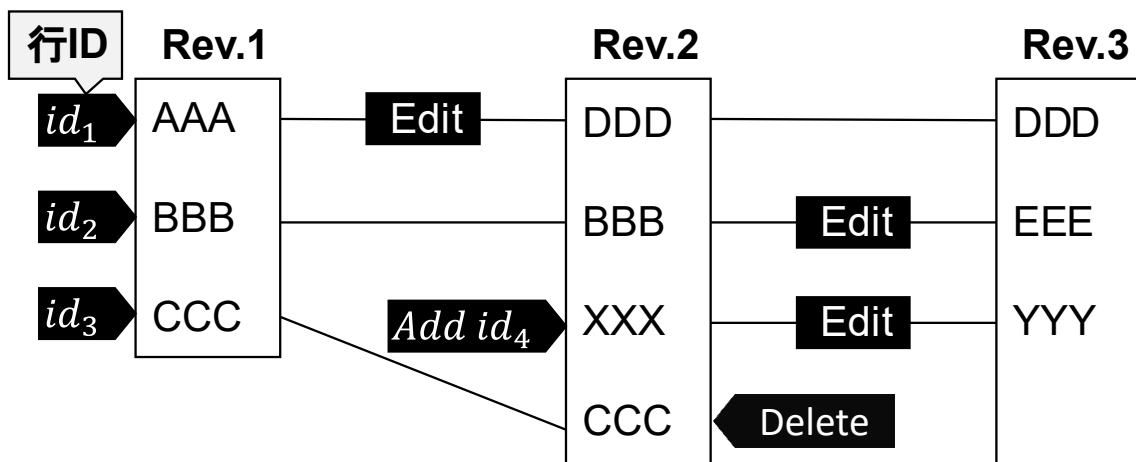 行ID Rev.1 Rev.2 Rev.3
id₁ AAA Edit DDD DDD
id₂ BBB BBB Edit EEE
id₃ CCC Add id₄ XXX Edit YYY
CCC Delete